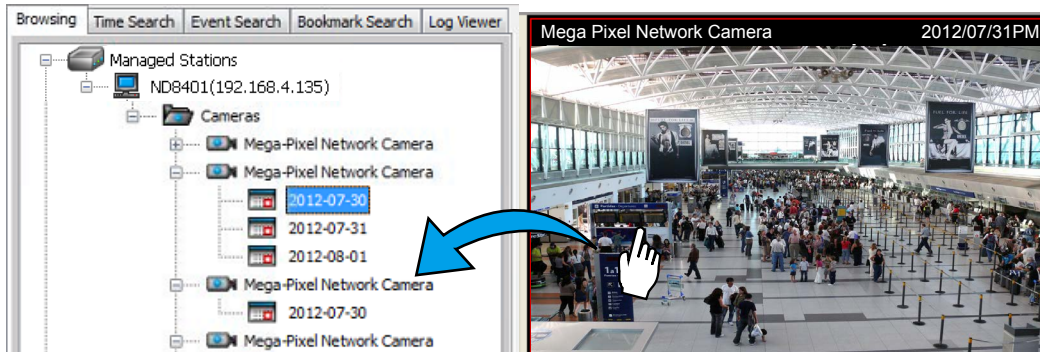 Browsing Time Search Event Search Bookmark Search Log Viewer
Managed Stations
ND8401(192.168.4.135)
Cameras
Mega-Pixel Network Camera
Mega-Pixel Network Camera
2012-07-30
2012-07-31
2012-08-01
Mega-Pixel Network Camera
2012-07-30
Mega-Pixel Network Camera
Mega Pixel Network Camera 2012/07/31PM